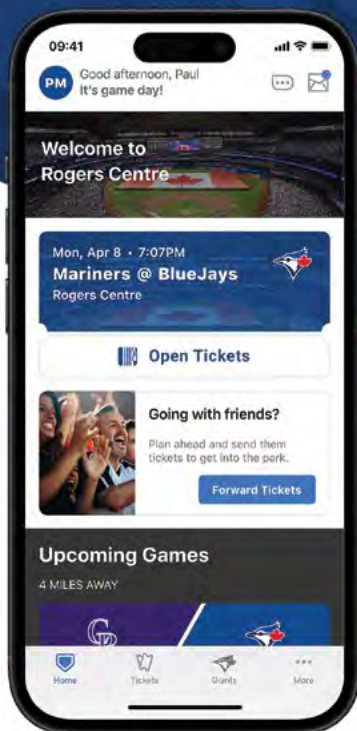 09:41
PM
Good afternoon, Paul
It's game day!
Welcome to
Rogers Centre
Mon, Apr 8 • 7:07PM
Mariners @ BlueJays
Rogers Centre
Open Tickets
Going with friends?
Plan ahead and send them
tickets to get into the park.
Forward Tickets
Upcoming Games
4 MILES AWAY
CR
Home
Tickets
Giants
More